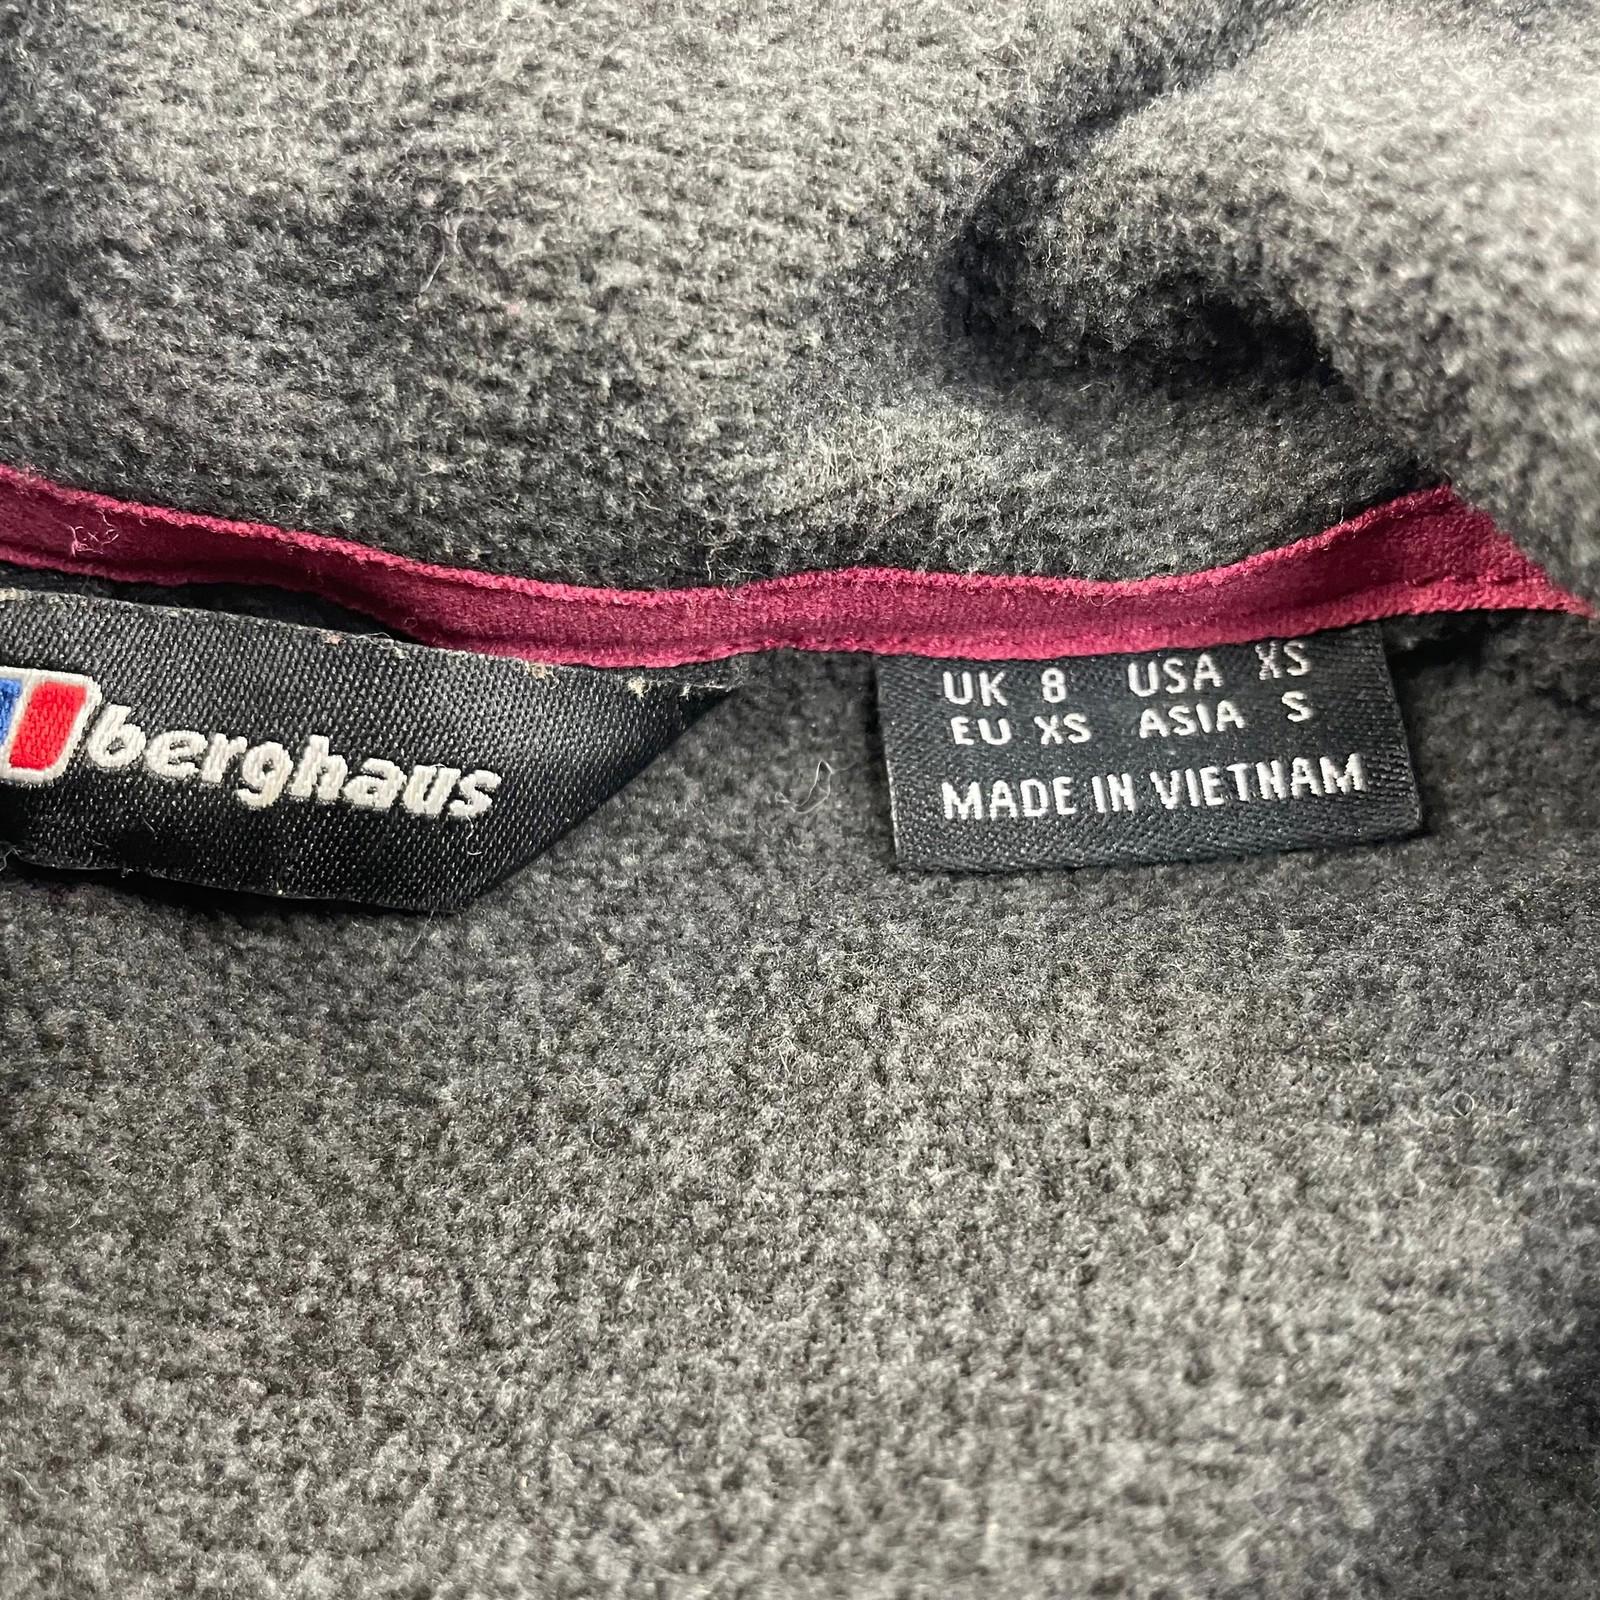 berghaus
UK 8 USA XS
EU XS ASIA S
MADE IN VIETNAM